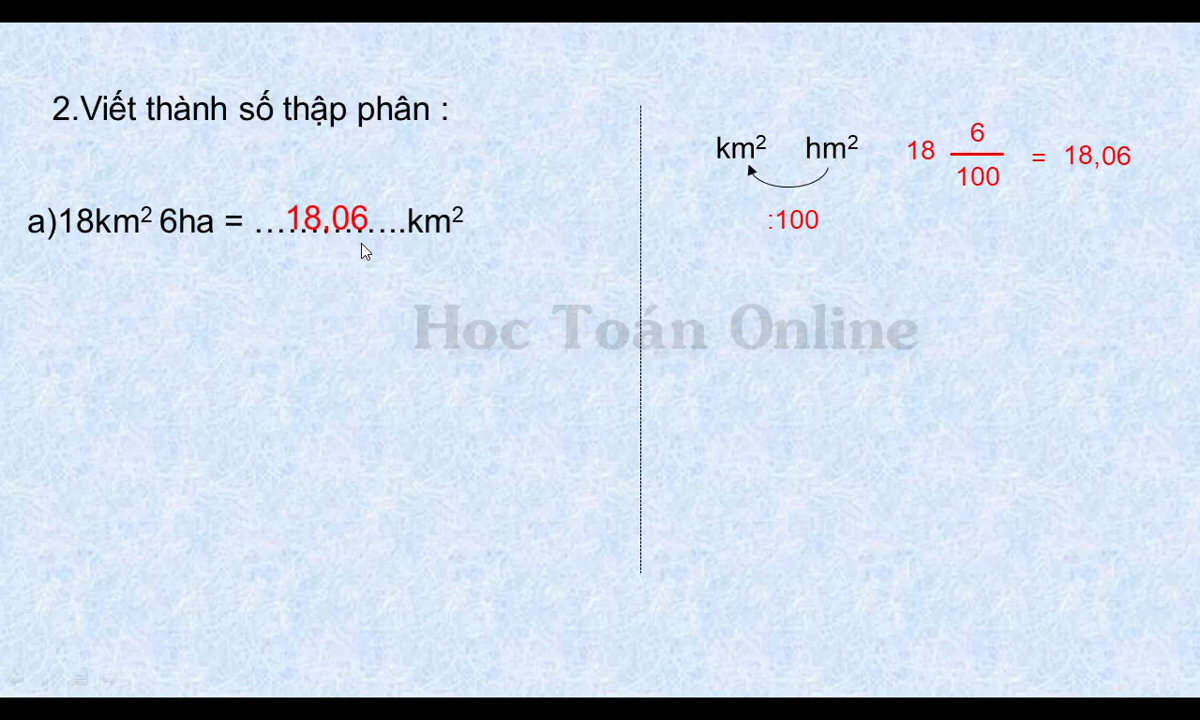 2.Viết thành số thập phân :
a)18km² 6ha = ...18,06....km²
km² hm² 18 6/100 = 18,06
:100
Học Toán Online